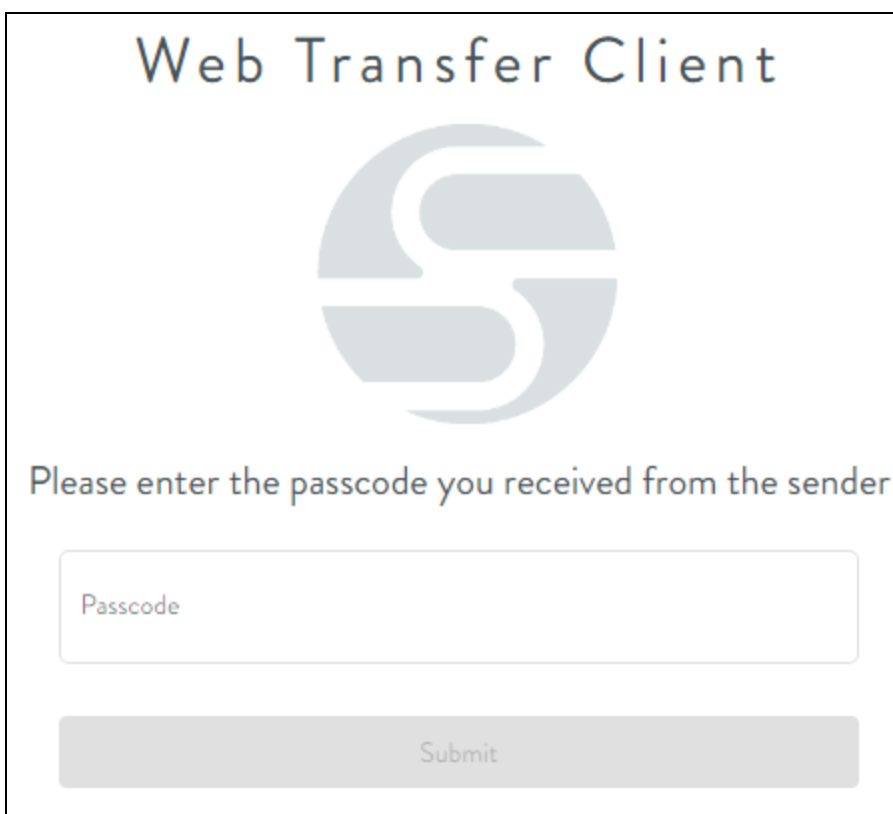 Web Transfer Client
Please enter the passcode you received from the sender
Passcode
Submit